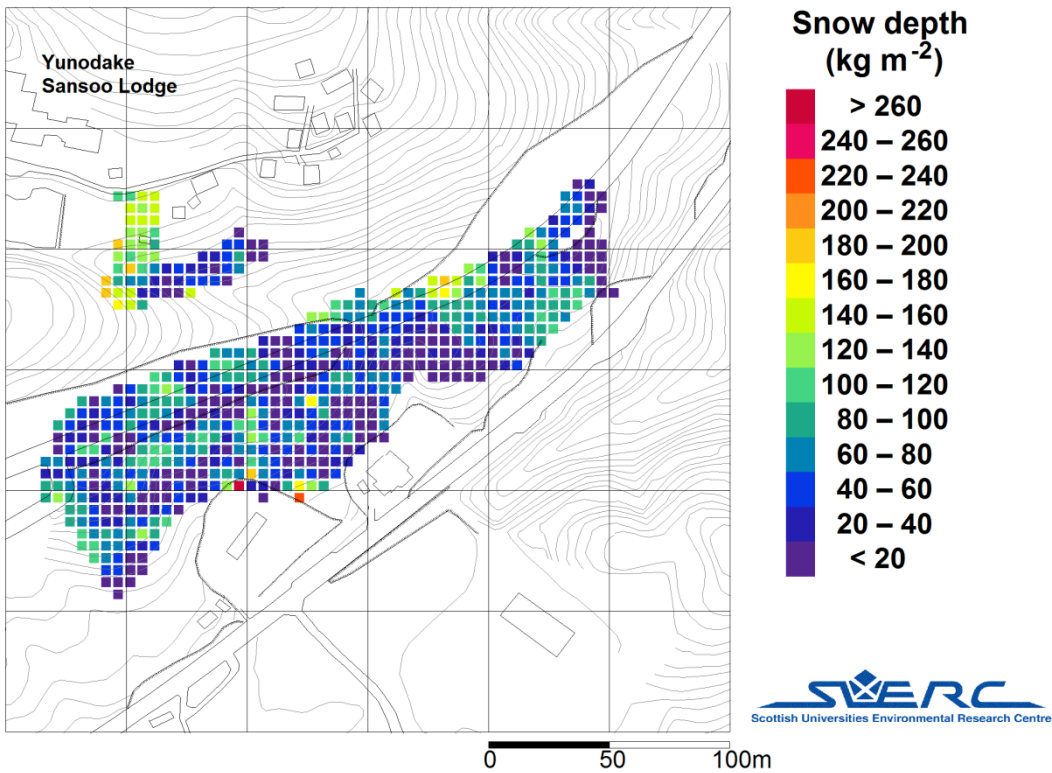 Yunodake
Sansoo Lodge
Snow depth
(kg m⁻²)
> 260
240 – 260
220 – 240
200 – 220
180 – 200
160 – 180
140 – 160
120 – 140
100 – 120
80 – 100
60 – 80
40 – 60
20 – 40
< 20
SUERC
Scottish Universities Environmental Research Centre
0 50 100m